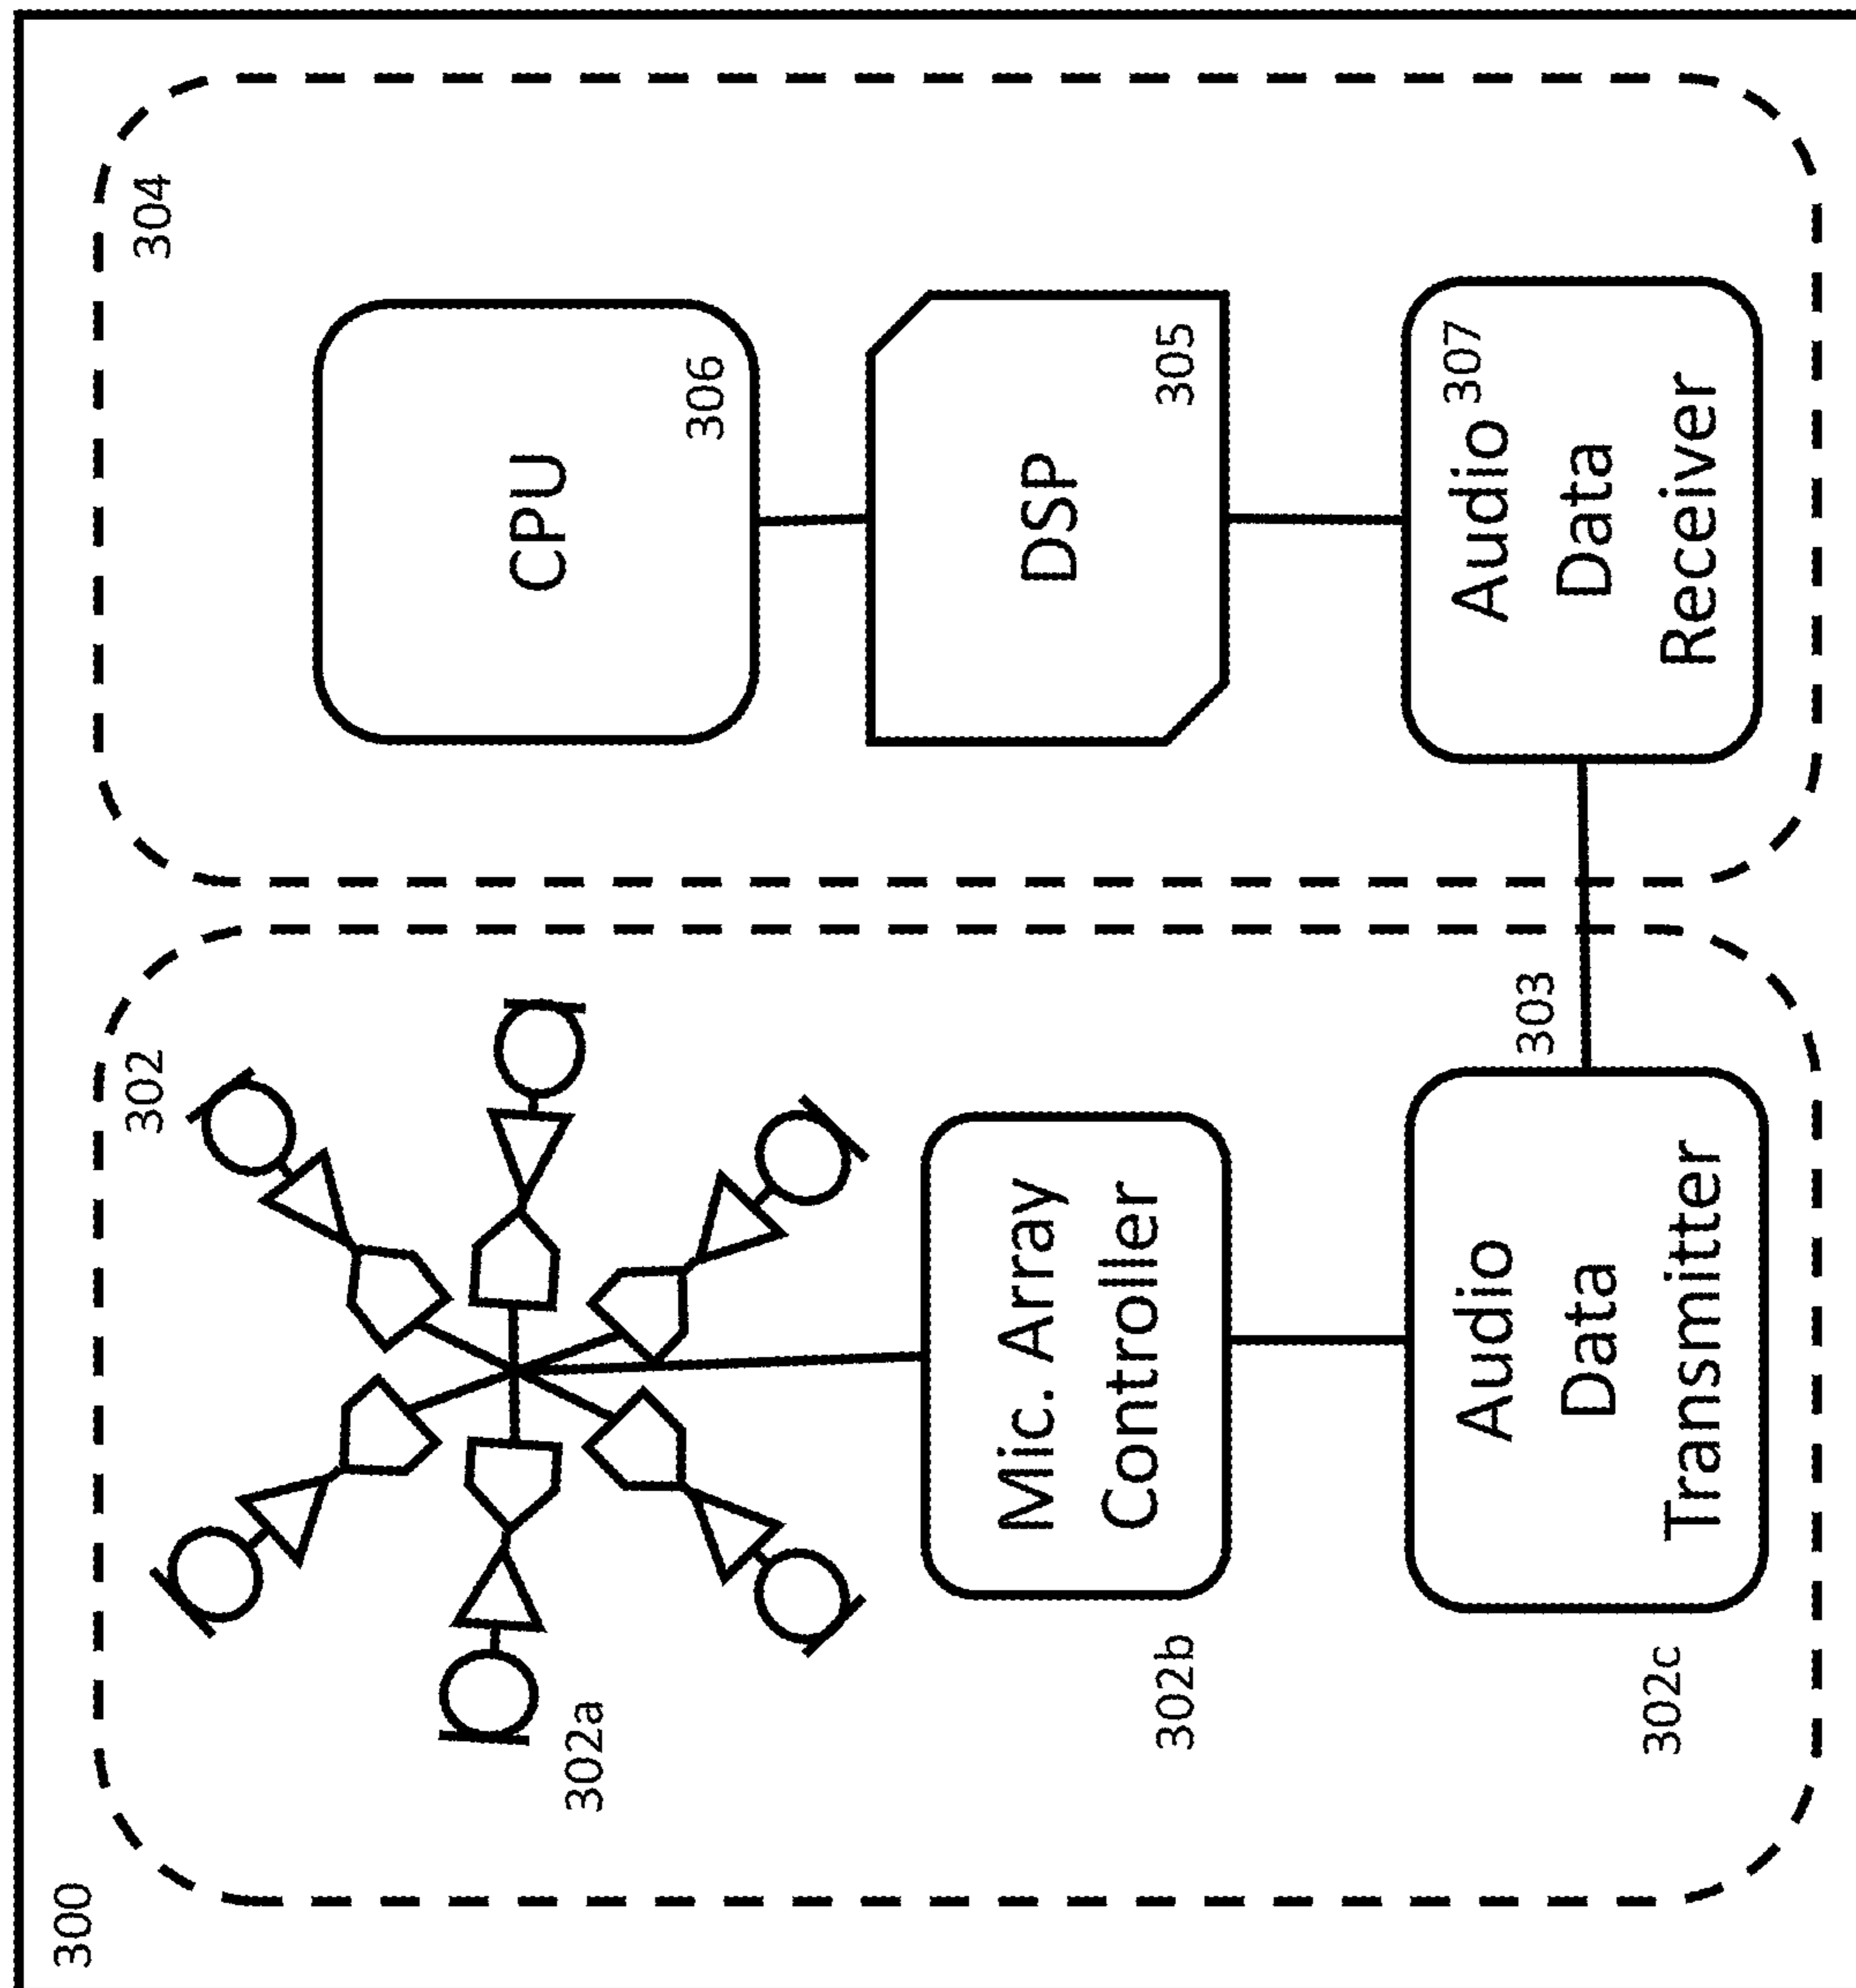 300
302
302a
Mic. Array
Controller
302b
303
Audio
Data
Transmitter
302c
304
CPU
306
DSP
305
307
Audio
Data
Receiver